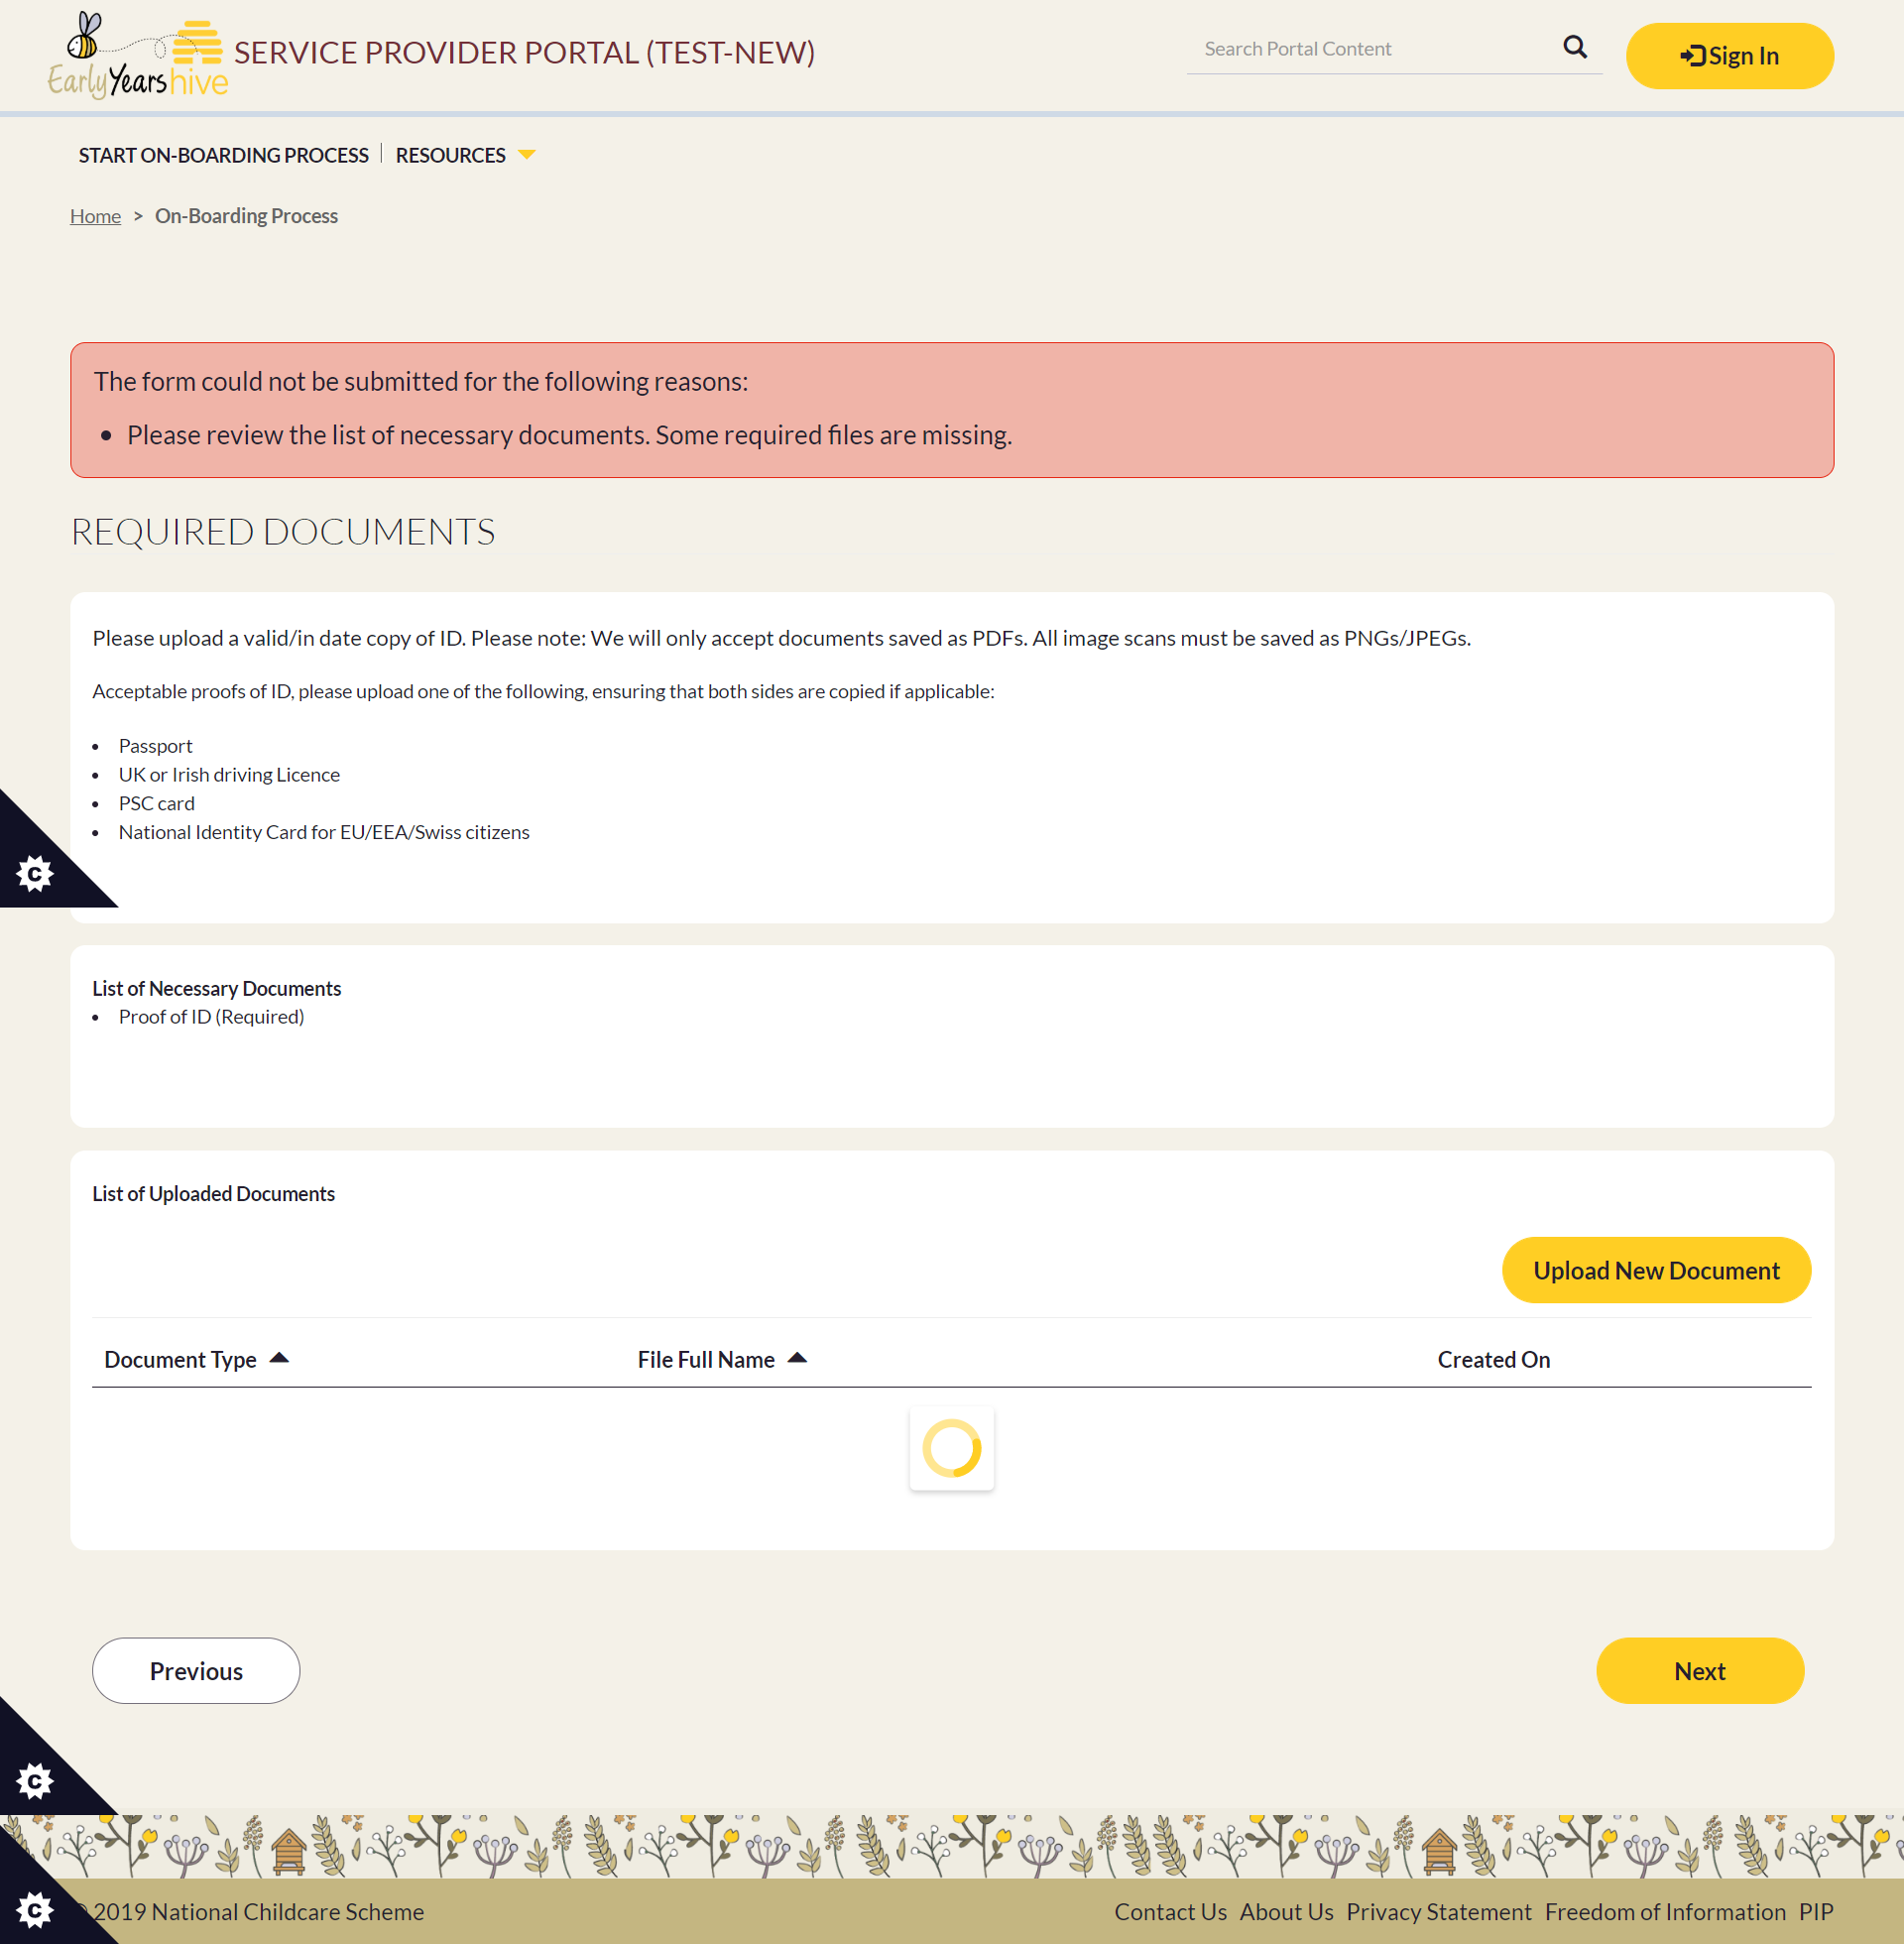 EarlyYearshive
SERVICE PROVIDER PORTAL (TEST-NEW)
Search Portal Content
Sign In
START ON-BOARDING PROCESS
RESOURCES
Home > On-Boarding Process
The form could not be submitted for the following reasons:
• Please review the list of necessary documents. Some required files are missing.
REQUIRED DOCUMENTS
Please upload a valid/in date copy of ID. Please note: We will only accept documents saved as PDFs. All image scans must be saved as PNGs/JPEGs.
Acceptable proofs of ID, please upload one of the following, ensuring that both sides are copied if applicable:
• Passport
• UK or Irish driving Licence
• PSC card
• National Identity Card for EU/EEA/Swiss citizens
C
List of Necessary Documents
• Proof of ID (Required)
List of Uploaded Documents
Upload New Document
Document Type File Full Name Created On
Previous
Next
C
C
2019 National Childcare Scheme
Contact Us About Us Privacy Statement Freedom of Information PIP